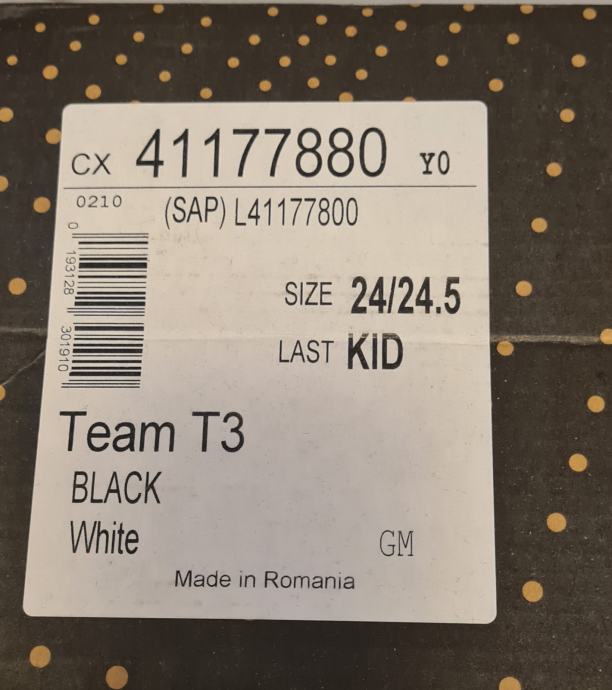 CX 41177880 Y0
0210 (SAP) L41177800
0 193128 301910
SIZE 24/24.5
LAST KID
Team T3
BLACK
White GM
Made in Romania